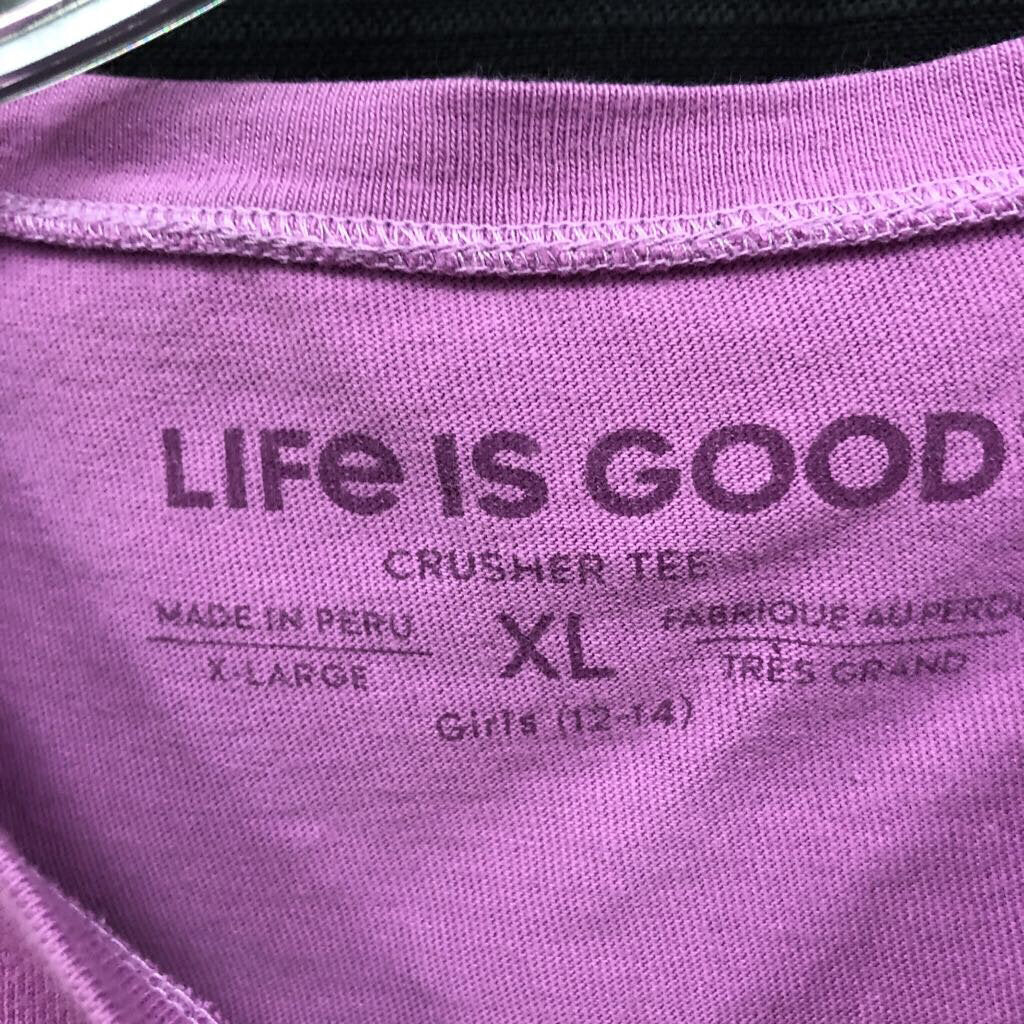 LIFe IS GOOD
CRUSHER TEE
MADE IN PERU
X-LARGE
XL
FABRIQUE AU PEROU
TRÈS GRAND
Girls (12-14)